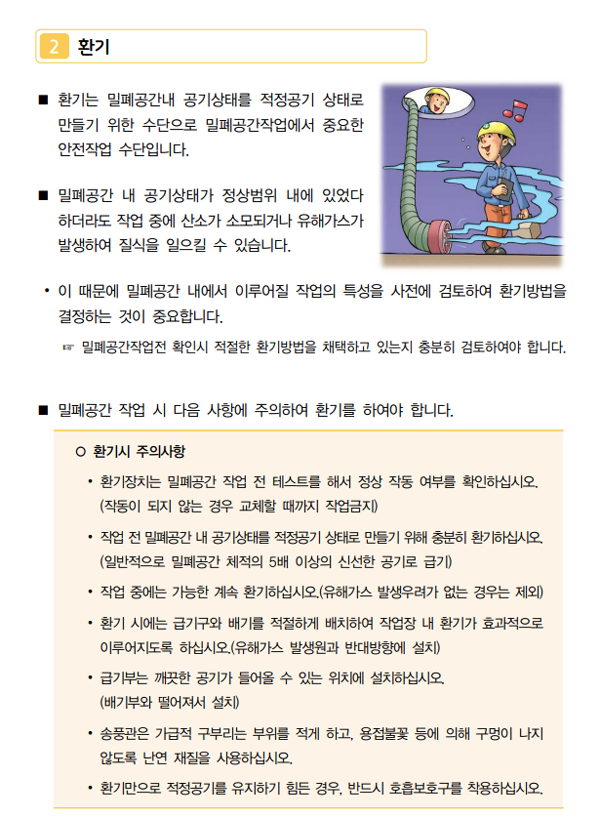 2 환기
■ 환기는 밀폐공간내 공기상태를 적정공기 상태로
만들기 위한 수단으로 밀폐공간작업에서 중요한
안전작업 수단입니다.
■ 밀폐공간 내 공기상태가 정상범위 내에 있었다
하더라도 작업 중에 산소가 소모되거나 유해가스가
발생하여 질식을 일으킬 수 있습니다.
• 이 때문에 밀폐공간 내에서 이루어질 작업의 특성을 사전에 검토하여 환기방법을
결정하는 것이 중요합니다.
☞ 밀폐공간작업전 확인시 적절한 환기방법을 채택하고 있는지 충분히 검토하여야 합니다.
■ 밀폐공간 작업 시 다음 사항에 주의하여 환기를 하여야 합니다.
○ 환기시 주의사항
• 환기장치는 밀폐공간 작업 전 테스트를 해서 정상 작동 여부를 확인하십시오.
(작동이 되지 않는 경우 교체할 때까지 작업금지)
• 작업 전 밀폐공간 내 공기상태를 적정공기 상태로 만들기 위해 충분히 환기하십시오.
(일반적으로 밀폐공간 체적의 5배 이상의 신선한 공기로 급기)
• 작업 중에는 가능한 계속 환기하십시오.(유해가스 발생우려가 없는 경우는 제외)
• 환기 시에는 급기구와 배기를 적절하게 배치하여 작업장 내 환기가 효과적으로
이루어지도록 하십시오.(유해가스 발생원과 반대방향에 설치)
• 급기부는 깨끗한 공기가 들어올 수 있는 위치에 설치하십시오.
(배기부와 떨어져서 설치)
• 송풍관은 가급적 구부리는 부위를 적게 하고, 용접불꽃 등에 의해 구멍이 나지
않도록 난연 재질을 사용하십시오.
• 환기만으로 적정공기를 유지하기 힘든 경우, 반드시 호흡보호구를 착용하십시오.